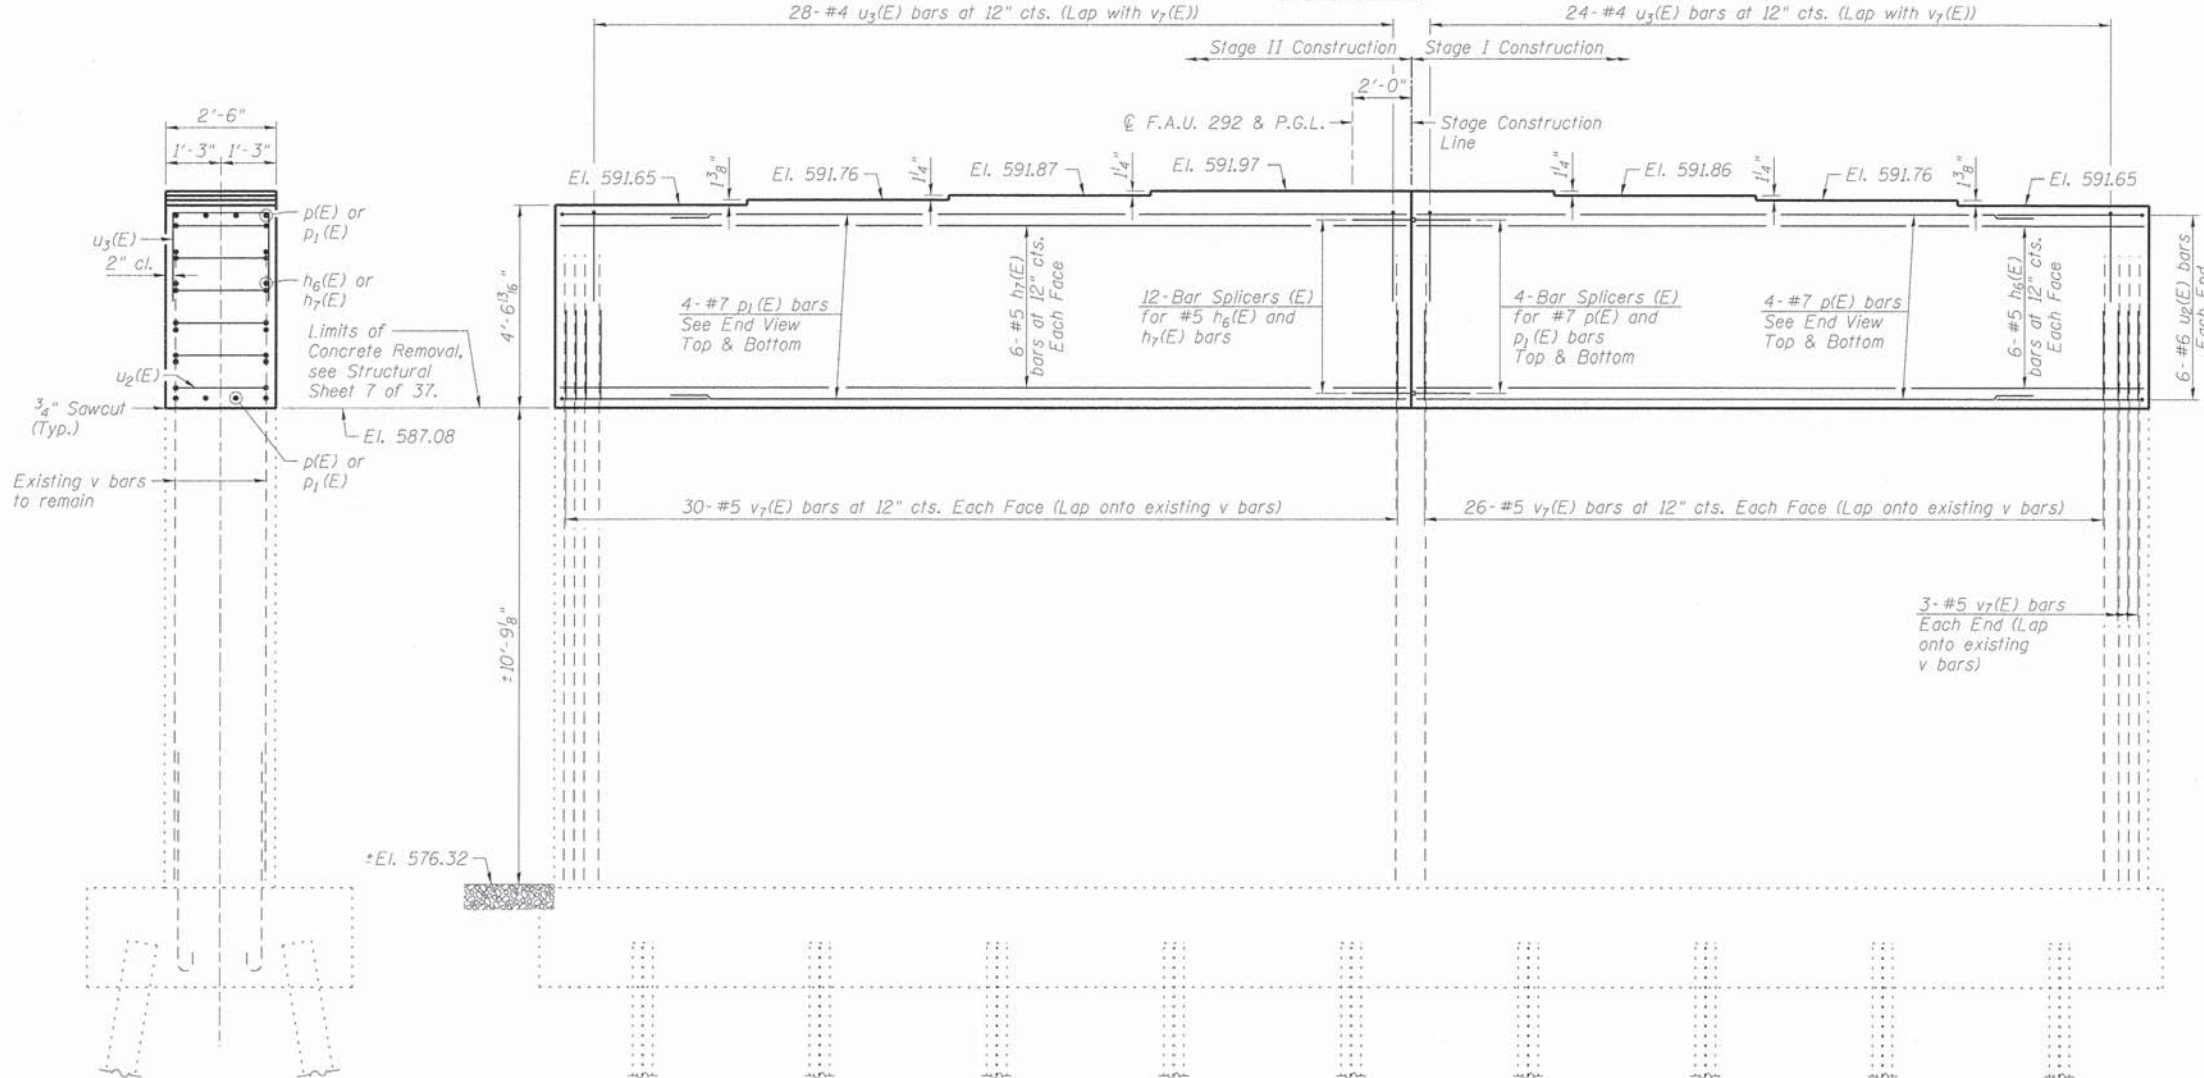 28-#4 u3(E) bars at 12" cts. (Lap with v7(E))
24-#4 u3(E) bars at 12" cts. (Lap with v7(E))
Stage II Construction
Stage I Construction
2'-0"
℄ F.A.U. 292 & P.G.L.
Stage Construction
Line
2'-6"
1'-3"
1'-3"
p(E) or
p1(E)
u3(E)
2" cl.
h6(E) or
h7(E)
Limits of
Concrete Removal,
see Structural
Sheet 7 of 37.
u2(E)
3/4" Sawcut
(Typ.)
El. 587.08
p(E) or
p1(E)
Existing v bars
to remain
El. 591.65
1 3/8"
El. 591.76
1 1/4"
El. 591.87
1 1/4"
El. 591.97
1 1/4"
El. 591.86
1 1/4"
El. 591.76
1 3/8"
El. 591.65
4'-6 13/16"
4-#7 p1(E) bars
See End View
Top & Bottom
6-#5 h7(E)
bars at 12" cts.
Each Face
12-Bar Splicers (E)
for #5 h6(E) and
h7(E) bars
4-Bar Splicers (E)
for #7 p(E) and
p1(E) bars
Top & Bottom
4-#7 p(E) bars
See End View
Top & Bottom
6-#5 h6(E)
bars at 12" cts.
Each Face
6-#6 u2(E) bars
Each End
30-#5 v7(E) bars at 12" cts. Each Face (Lap onto existing v bars)
26-#5 v7(E) bars at 12" cts. Each Face (Lap onto existing v bars)
3-#5 v7(E) bars
Each End (Lap
onto existing
v bars)
±10'-9 1/8"
±El. 576.32